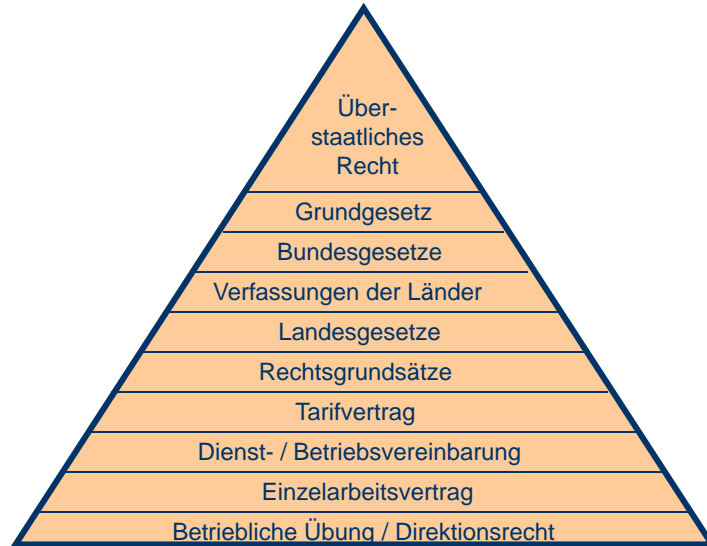 Über-
staatliches
Recht
Grundgesetz
Bundesgesetze
Verfassungen der Länder
Landesgesetze
Rechtsgrundsätze
Tarifvertrag
Dienst- / Betriebsvereinbarung
Einzelarbeitsvertrag
Betriebliche Übung / Direktionsrecht